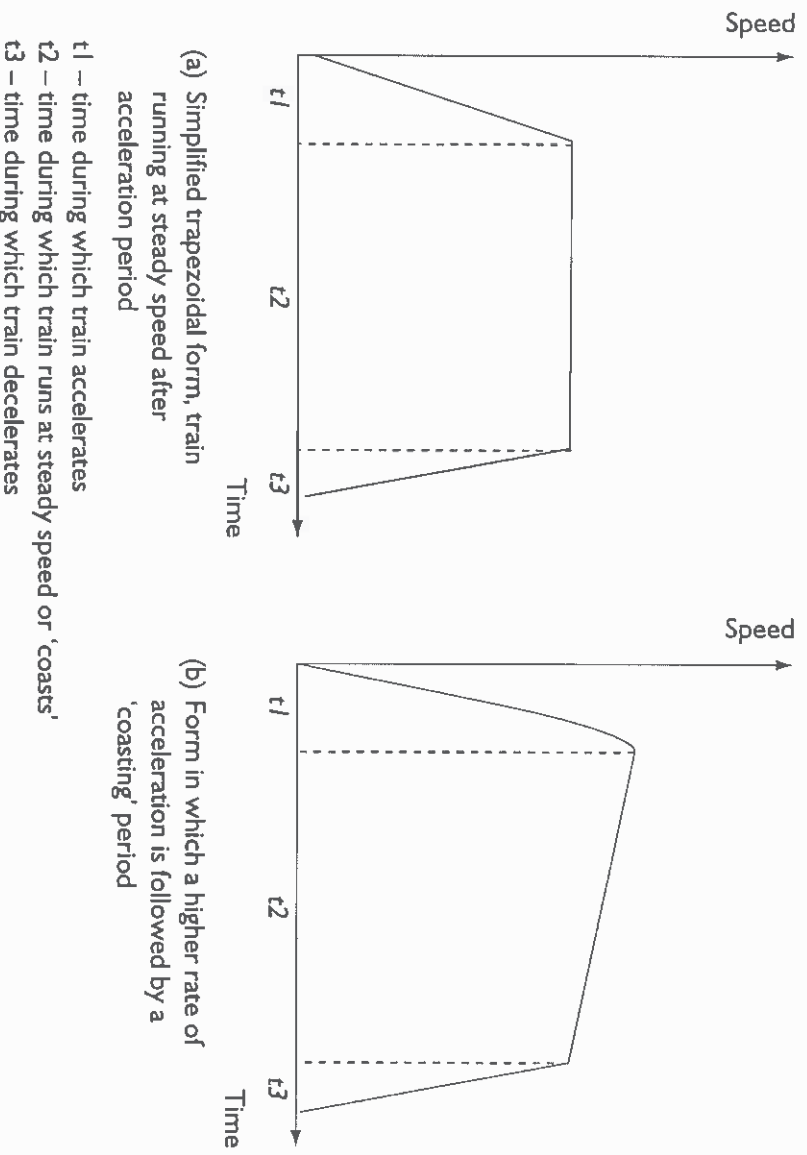 Speed
t1
t2
t3
Time
(a) Simplified trapezoidal form, train
running at steady speed after
acceleration period
Speed
t1
t2
t3
Time
(b) Form in which a higher rate of
acceleration is followed by a
'coasting' period
t1 – time during which train accelerates
t2 – time during which train runs at steady speed or 'coasts'
t3 – time during which train decelerates